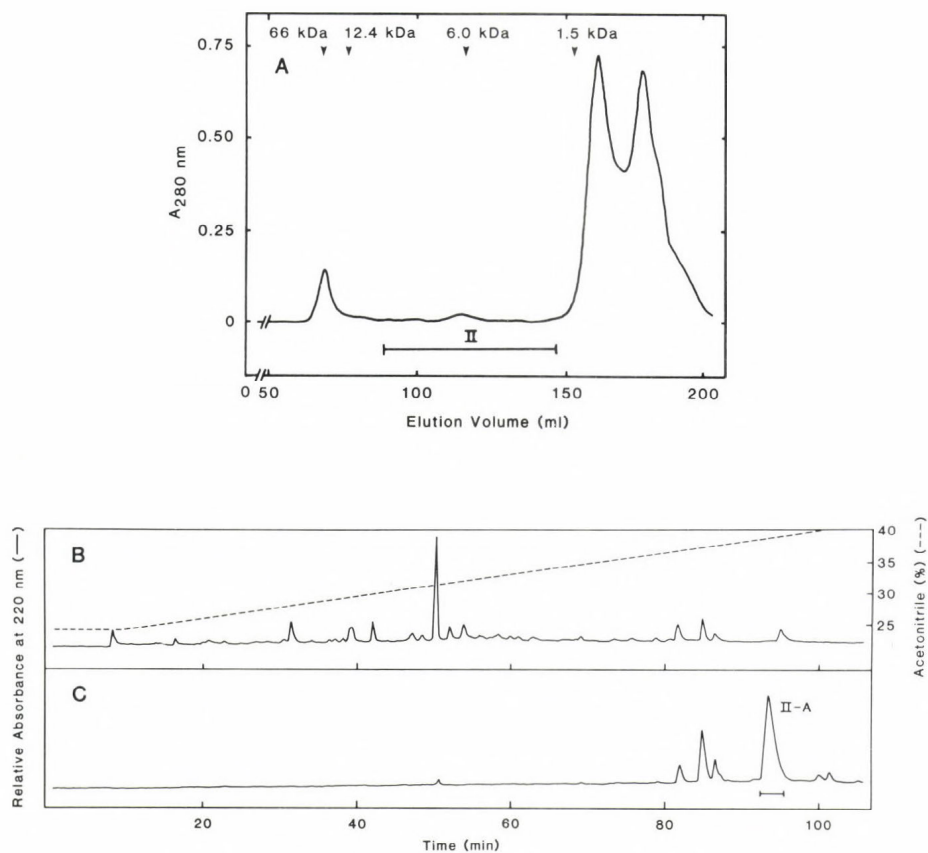 66 kDa 12.4 kDa 6.0 kDa 1.5 kDa
A
0.75
0.50
0.25
0
A280 nm
II
0 50 100 150 200
Elution Volume (ml)
B
40
35
30
25
Relative Absorbance at 220 nm (—)
Acetonitrile (%) (---)
C
II-A
20 40 60 80 100
Time (min)